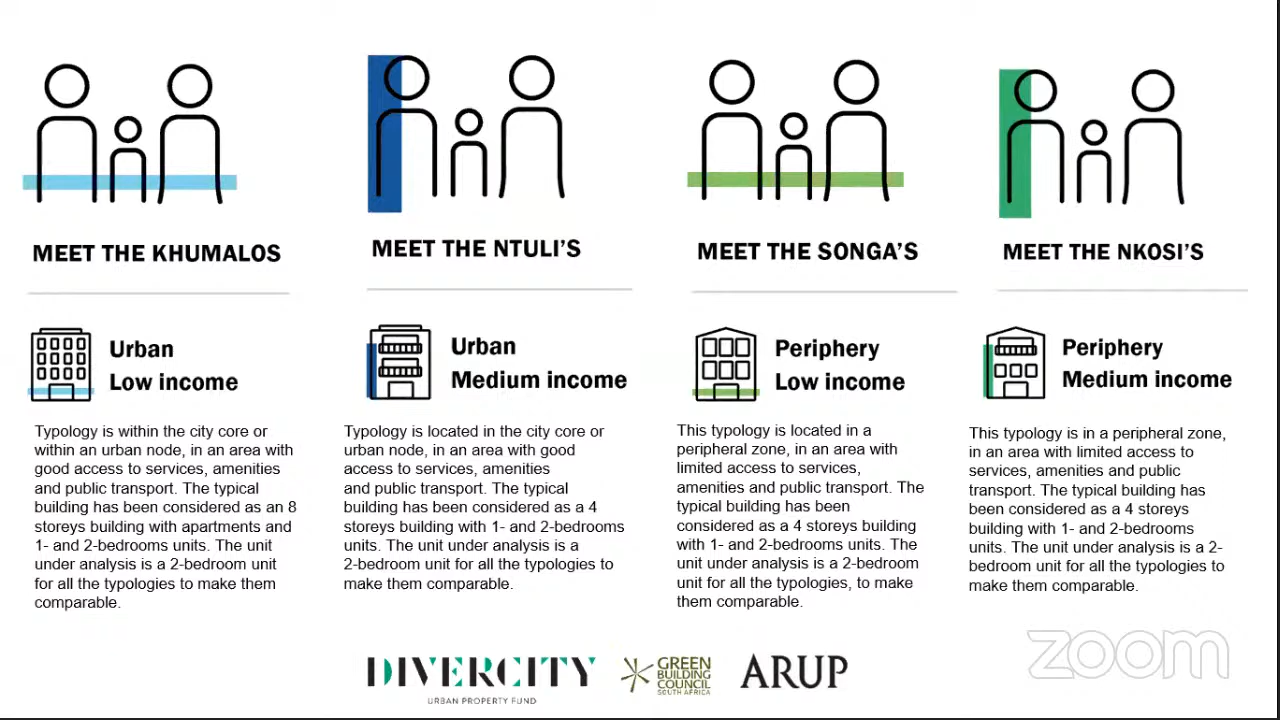 MEET THE KHUMALOS
Urban
Low income
Typology is within the city core or
within an urban node, in an area with
good access to services, amenities
and public transport. The typical
building has been considered as an 8
storeys building with apartments and
1- and 2-bedrooms units. The unit
under analysis is a 2-bedroom unit
for all the typologies to make them
comparable.
MEET THE NTULI’S
Urban
Medium income
Typology is located in the city core or
urban node, in an area with good
access to services, amenities
and public transport. The typical
building has been considered as a 4
storeys building with 1- and 2-bedrooms
units. The unit under analysis is a
2-bedroom unit for all the typologies to
make them comparable.
MEET THE SONGA’S
Periphery
Low income
This typology is located in a
peripheral zone, in an area with
limited access to services,
amenities and public transport. The
typical building has been
considered as a 4 storeys building
with 1- and 2-bedrooms units. The
unit under analysis is a 2-bedroom
unit for all the typologies, to make
them comparable.
MEET THE NKOSI’S
Periphery
Medium income
This typology is in a peripheral zone,
in an area with limited access to
services, amenities and public
transport. The typical building has
been considered as a 4 storeys
building with 1- and 2-bedrooms
units. The unit under analysis is a 2-
bedroom unit for all the typologies to
make them comparable.
DIVERCITY
URBAN PROPERTY FUND
GREEN
BUILDING
COUNCIL
SOUTH AFRICA
ARUP
zoom